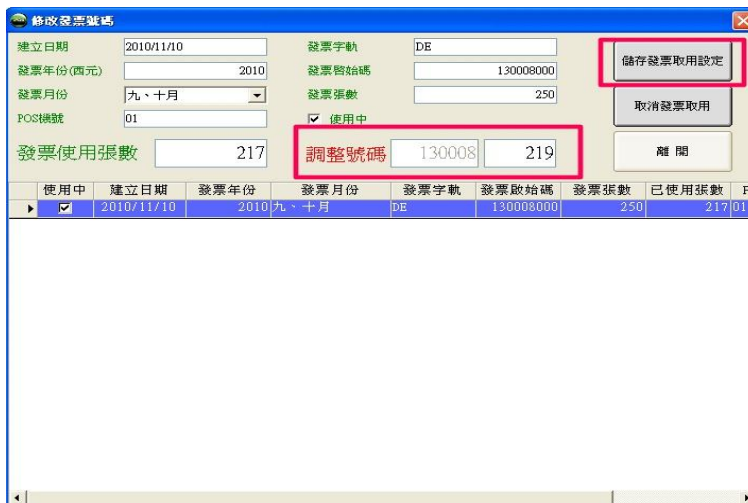 修改發票號碼
建立日期 2010/11/10 發票字軌 DE
發票年份(西元) 2010 發票啓始碼 130008000
發票月份 九、十月 發票張數 250
POS機號 01 使用中
儲存發票取用設定
取消發票取用
離 開
發票使用張數 217 調整號碼 130008 219
使用中 建立日期 發票年份 發票月份 發票字軌 發票啟始碼 發票張數 已使用張數 P
2010/11/10 2010 九、十月 DE 130008000 250 217 01